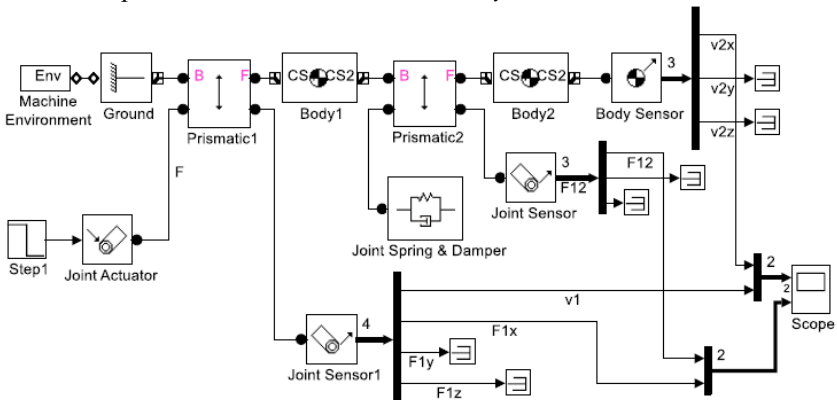 v2x
Env
B
F
CS
CS2
B
F
CS
CS2
3
v2y
Machine
Environment
Ground
Body1
Body2
Body Sensor
v2z
Prismatic1
Prismatic2
F
3
F12
F12
Joint Sensor
Step1
Joint Actuator
Joint Spring & Damper
2
2
v1
Scope
4
F1x
2
Joint Sensor1
F1y
F1z